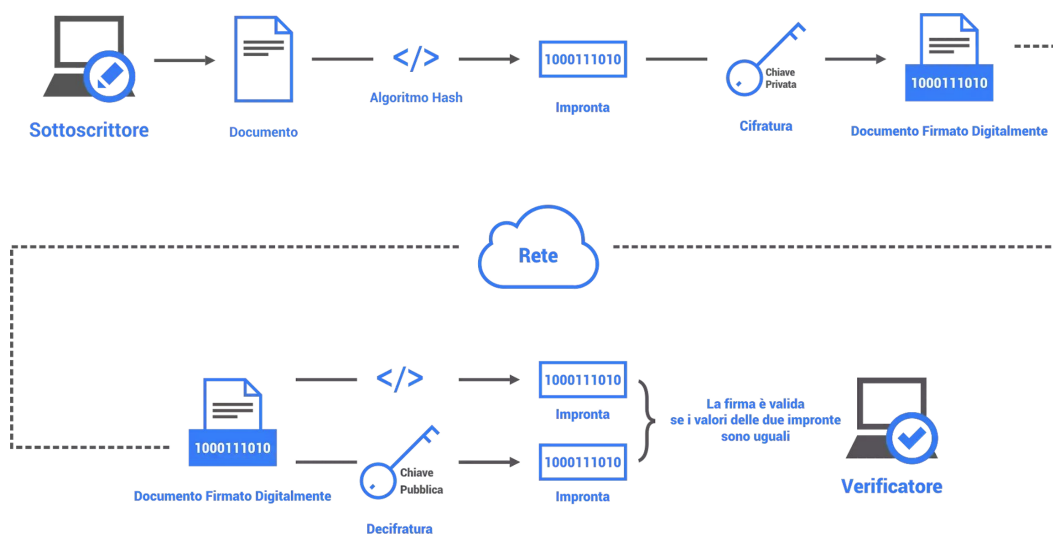 1000111010
Chiave
Privata
1000111010
Algoritmo Hash
Impronta
Sottoscrittore
Documento
Cifratura
Documento Firmato Digitalmente
Rete
1000111010
Impronta
La firma è valida
se i valori delle due impronte
sono uguali
1000111010
Chiave
Pubblica
1000111010
Documento Firmato Digitalmente
Impronta
Verificatore
Decifratura